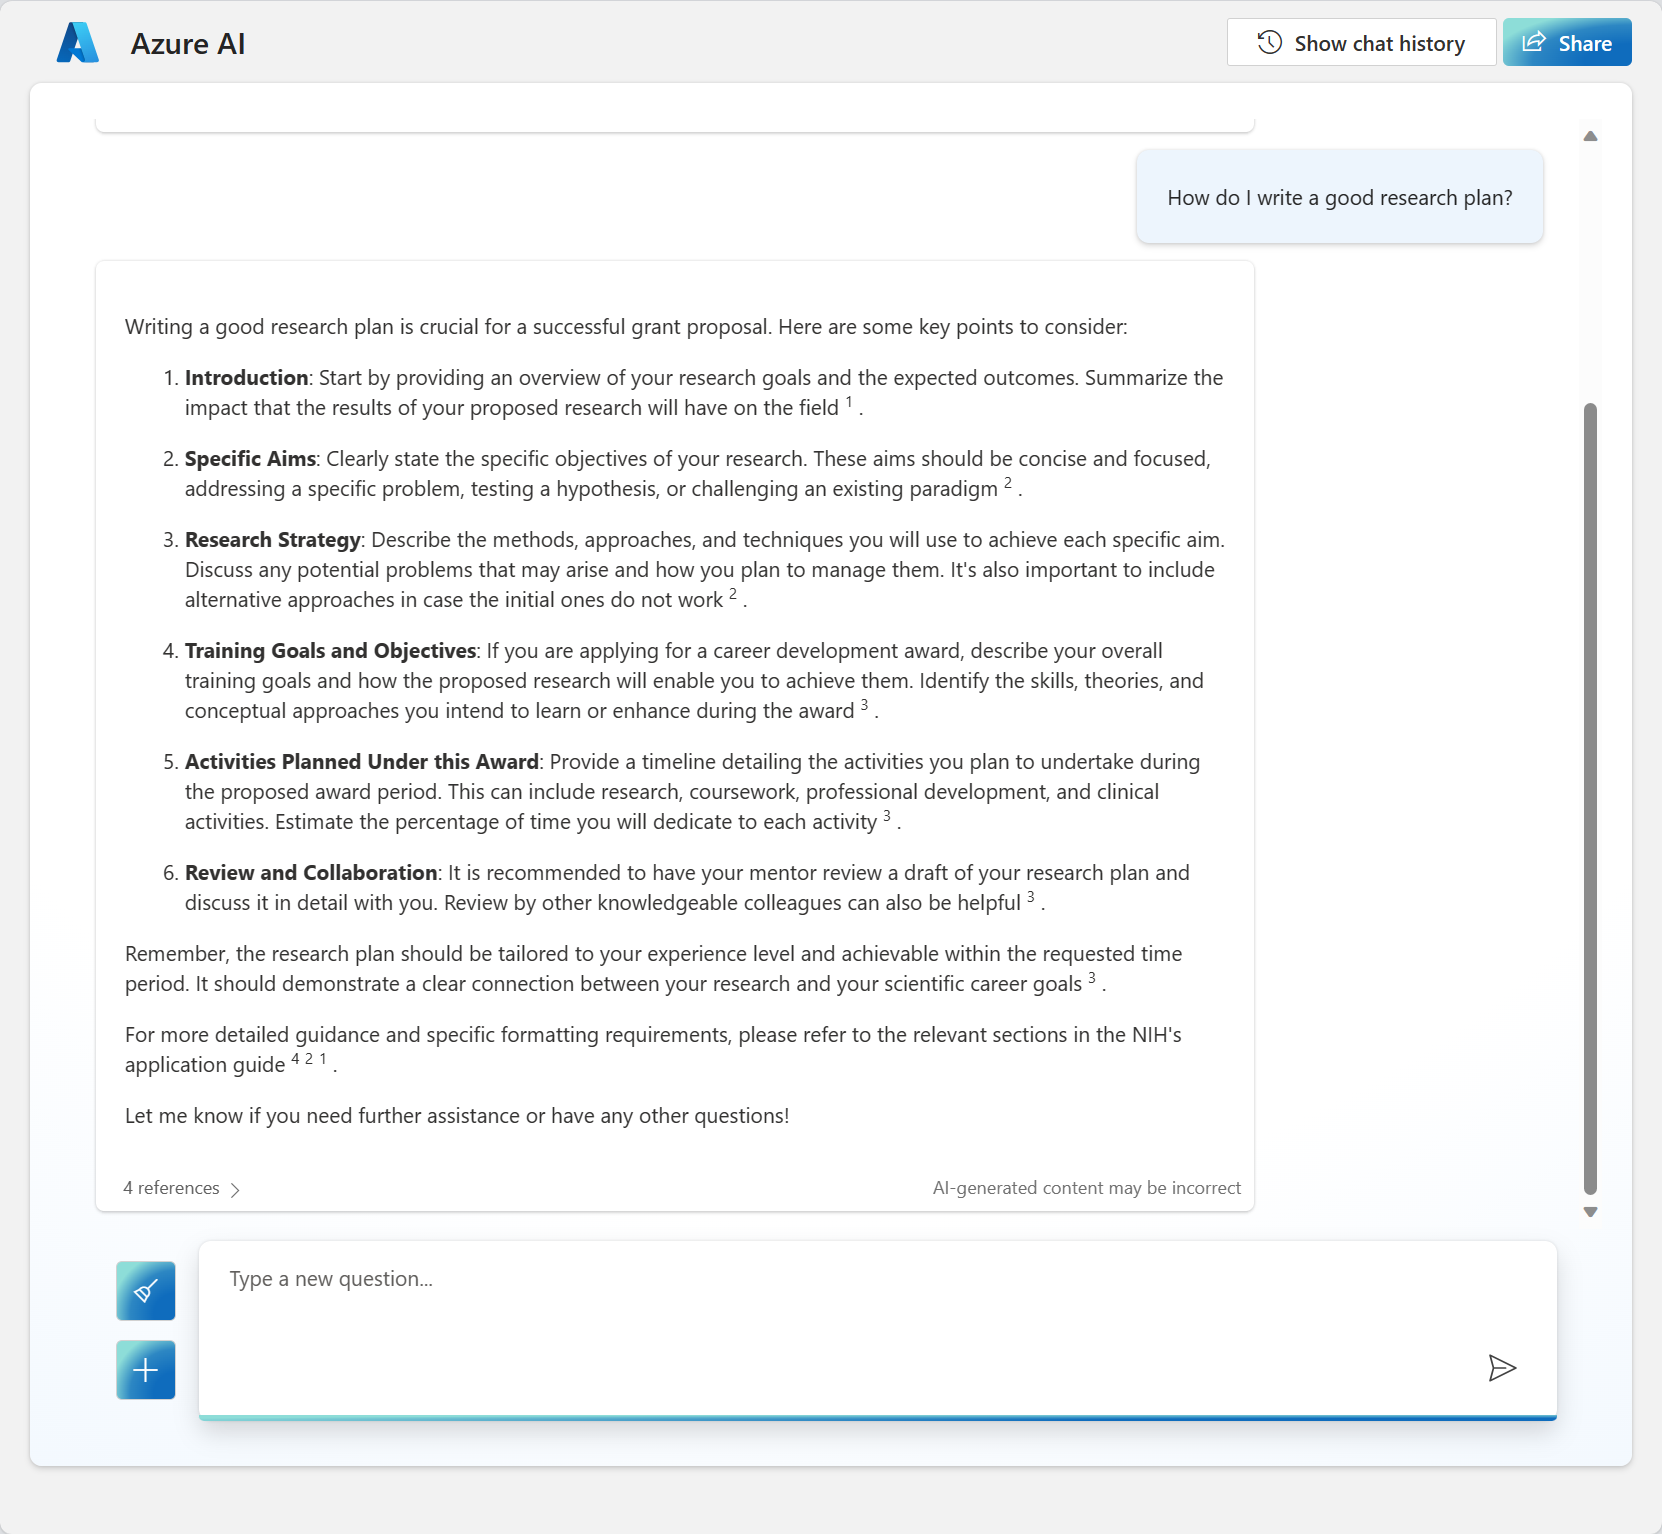 Azure AI
Show chat history
Share
How do I write a good research plan?
Writing a good research plan is crucial for a successful grant proposal. Here are some key points to consider:
1. Introduction: Start by providing an overview of your research goals and the expected outcomes. Summarize the
impact that the results of your proposed research will have on the field 1 .
2. Specific Aims: Clearly state the specific objectives of your research. These aims should be concise and focused,
addressing a specific problem, testing a hypothesis, or challenging an existing paradigm 2 .
3. Research Strategy: Describe the methods, approaches, and techniques you will use to achieve each specific aim.
Discuss any potential problems that may arise and how you plan to manage them. It's also important to include
alternative approaches in case the initial ones do not work 2 .
4. Training Goals and Objectives: If you are applying for a career development award, describe your overall
training goals and how the proposed research will enable you to achieve them. Identify the skills, theories, and
conceptual approaches you intend to learn or enhance during the award 3 .
5. Activities Planned Under this Award: Provide a timeline detailing the activities you plan to undertake during
the proposed award period. This can include research, coursework, professional development, and clinical
activities. Estimate the percentage of time you will dedicate to each activity 3 .
6. Review and Collaboration: It is recommended to have your mentor review a draft of your research plan and
discuss it in detail with you. Review by other knowledgeable colleagues can also be helpful 3 .
Remember, the research plan should be tailored to your experience level and achievable within the requested time
period. It should demonstrate a clear connection between your research and your scientific career goals 3 .
For more detailed guidance and specific formatting requirements, please refer to the relevant sections in the NIH's
application guide 4 2 1 .
Let me know if you need further assistance or have any other questions!
4 references
AI-generated content may be incorrect
Type a new question...